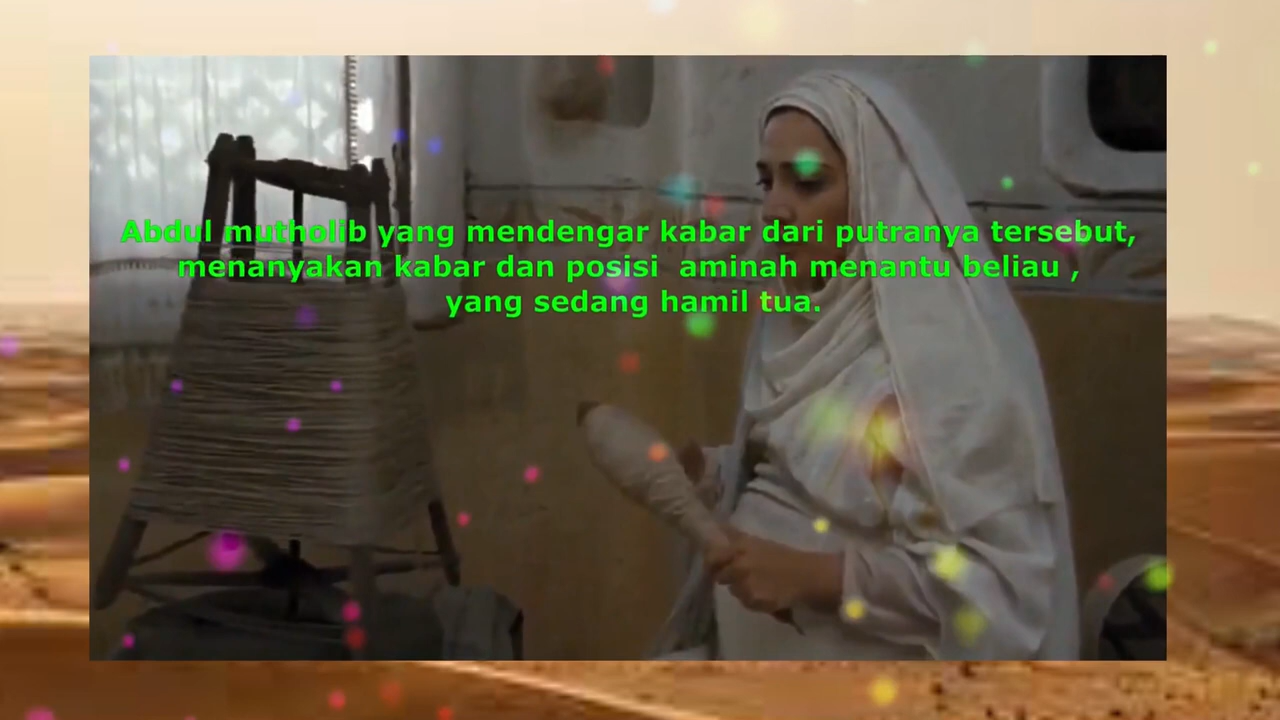 Abdul mutholib yang mendengar kabar dari putranya tersebut,
menanyakan kabar dan posisi  aminah menantu beliau ,
yang sedang hamil tua.